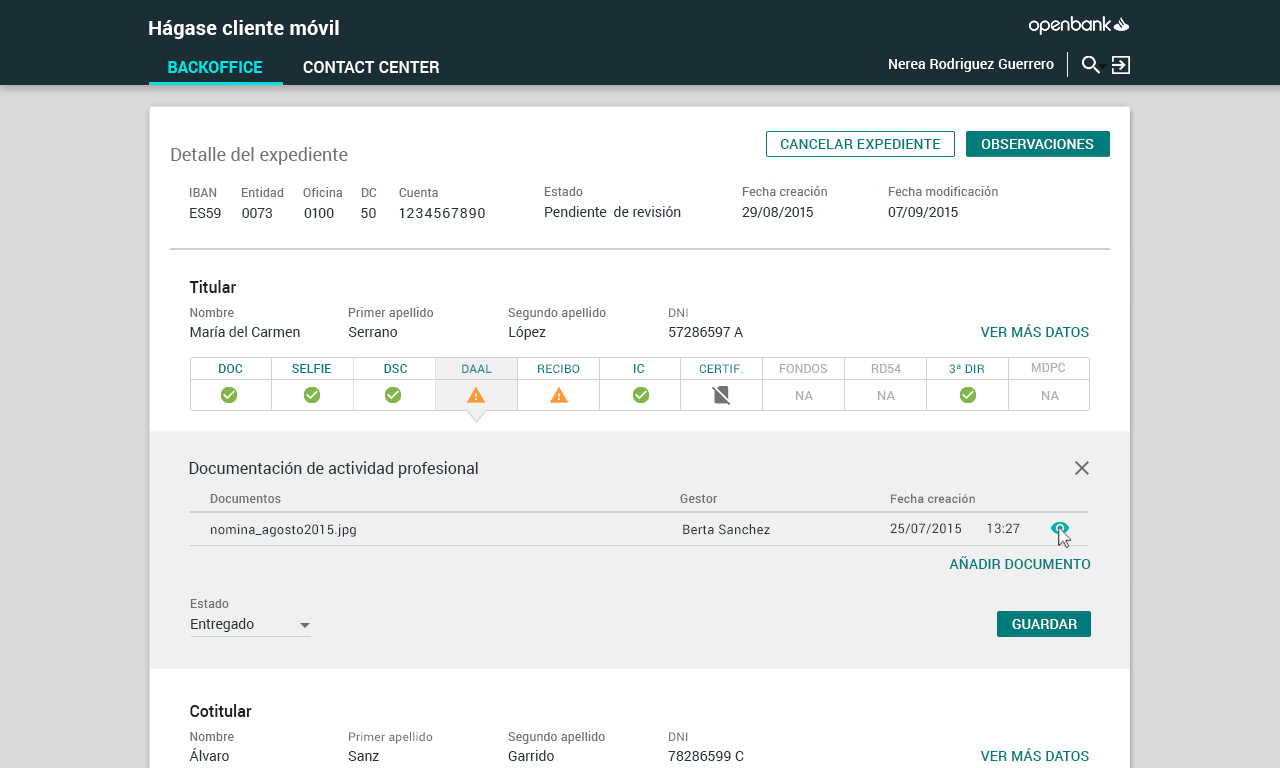 Hágase cliente móvil
openbank
BACKOFFICE CONTACT CENTER
Nerea Rodriguez Guerrero
Detalle del expediente
CANCELAR EXPEDIENTE OBSERVACIONES
IBAN Entidad Oficina DC Cuenta Estado Fecha creación Fecha modificación
ES59 0073 0100 50 1234567890 Pendiente de revisión 29/08/2015 07/09/2015
Titular
Nombre Primer apellido Segundo apellido DNI
María del Carmen Serrano López 57286597 A VER MÁS DATOS
DOC SELFIE DSC DAAL RECIBO IC CERTIF. FONDOS RD54 3ª DIR MDPC
NA NA NA
Documentación de actividad profesional
Documentos Gestor Fecha creación
nomina_agosto2015.jpg Berta Sanchez 25/07/2015 13:27
AÑADIR DOCUMENTO
Estado
Entregado GUARDAR
Cotitular
Nombre Primer apellido Segundo apellido DNI
Álvaro Sanz Garrido 78286599 C VER MÁS DATOS